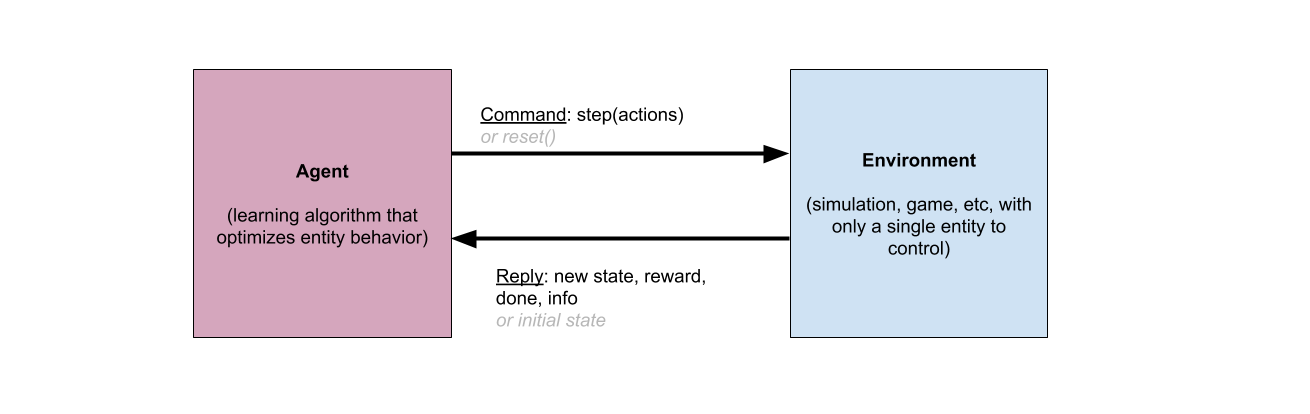 Command: step(actions)
or reset()
Agent
(learning algorithm that
optimizes entity behavior)
Environment
(simulation, game, etc, with
only a single entity to
control)
Reply: new state, reward,
done, info
or initial state